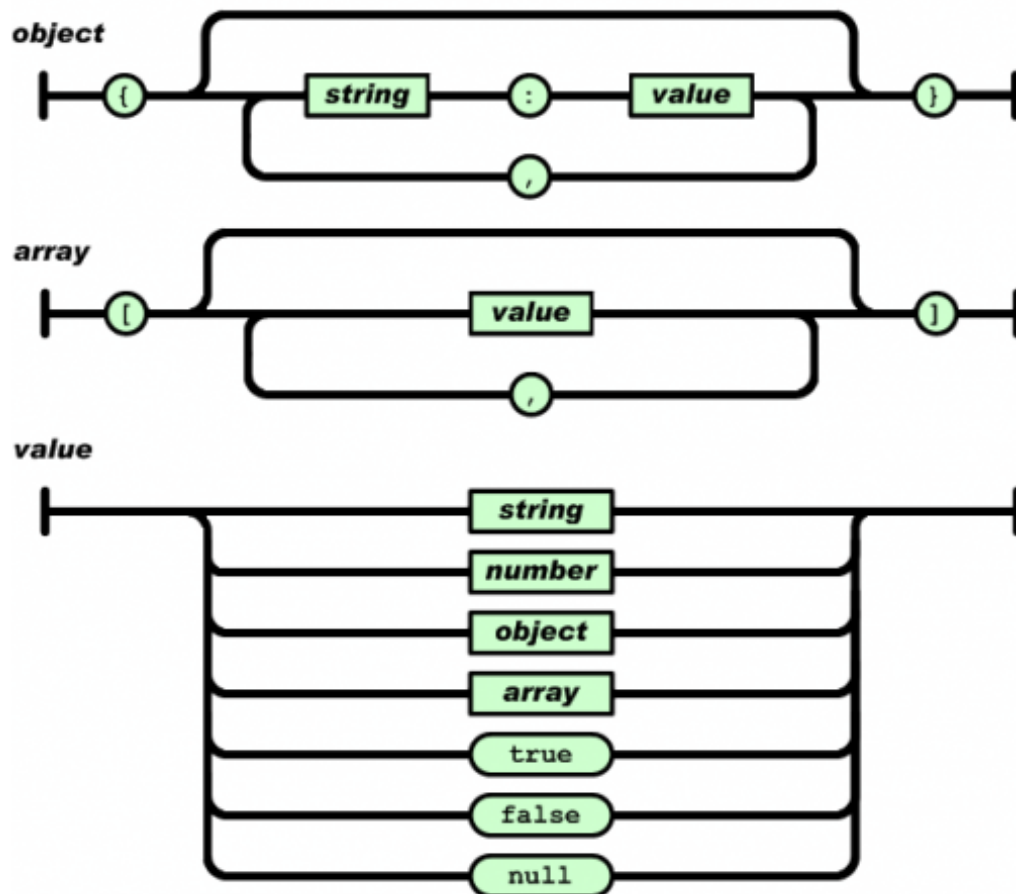 object
{ string : value }
,
array
[ value ]
,
value
string
number
object
array
true
false
null